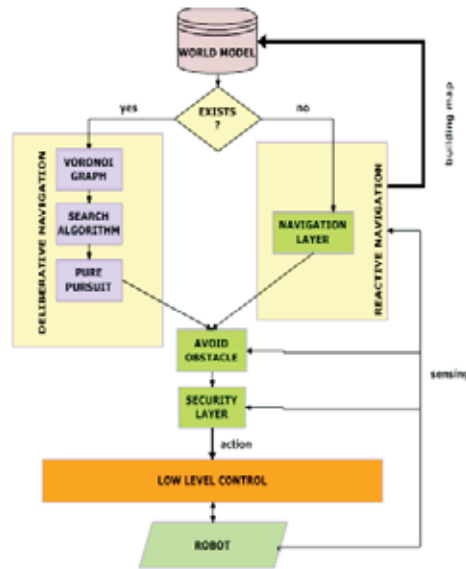 WORLD MODEL
EXISTS
?
yes
no
building map
DELIBERATIVE NAVIGATION
VORONOI
GRAPH
SEARCH
ALGORITHM
PURE
PURSUIT
NAVIGATION
LAYER
REACTIVE NAVIGATION
AVOID
OBSTACLE
SECURITY
LAYER
sensing
action
LOW LEVEL CONTROL
ROBOT